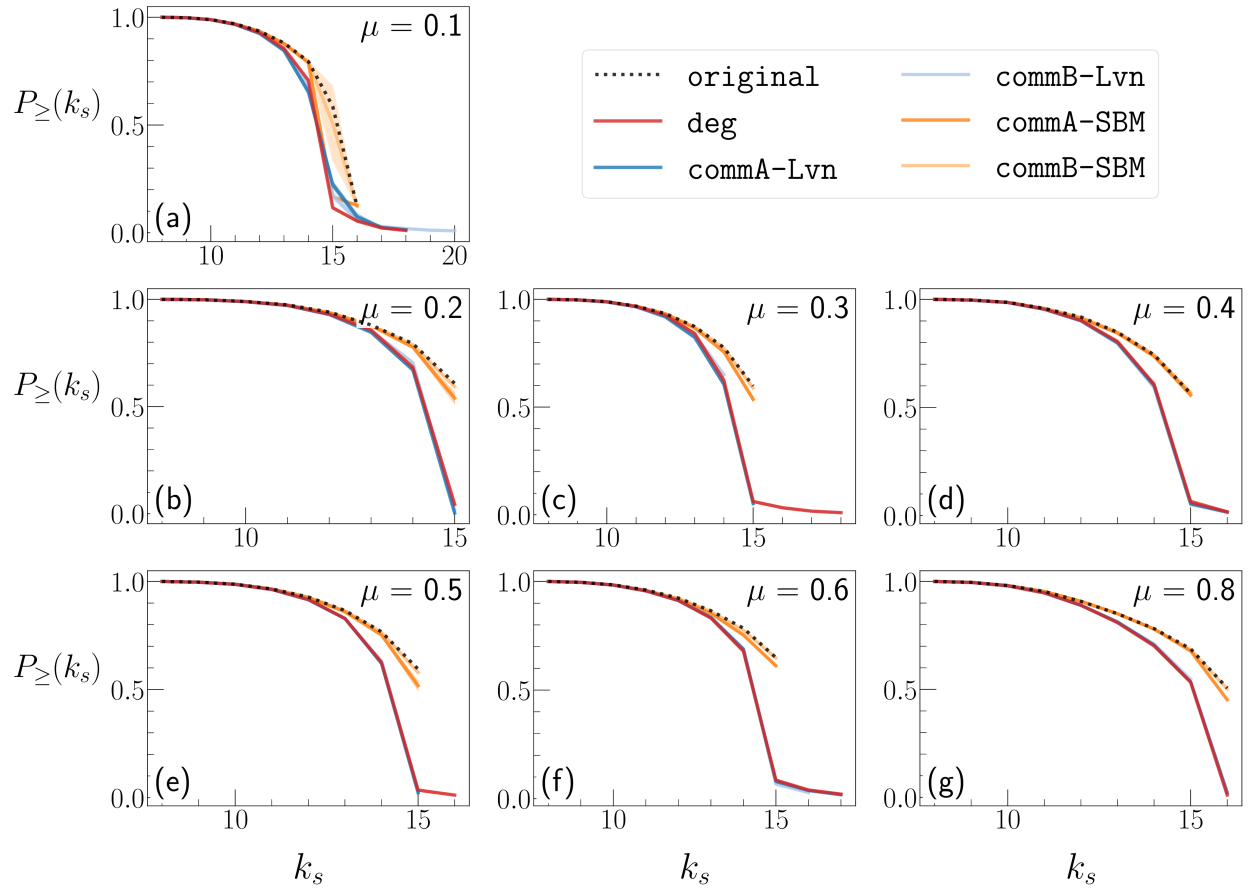 1.0 μ = 0.1
P≥(ks) 0.5
0.0 (a)
10 15 20
original commB-Lvn
deg commA-SBM
commA-Lvn commB-SBM
1.0 μ = 0.2 1.0 μ = 0.3 1.0 μ = 0.4
P≥(ks) 0.5 0.5 0.5
0.0 (b) 0.0 (c) 0.0 (d)
10 15 10 15 10 15
1.0 μ = 0.5 1.0 μ = 0.6 1.0 μ = 0.8
P≥(ks) 0.5 0.5 0.5
0.0 (e) 0.0 (f) 0.0 (g)
10 15 10 15 10 15
ks ks ks